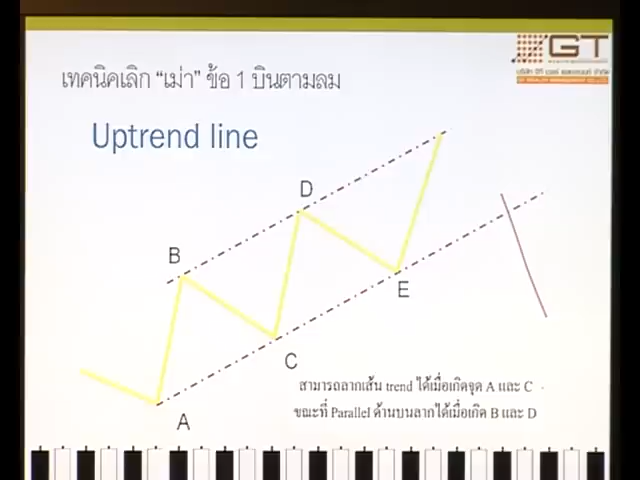 เทคนิคเลิก “เม่า” ข้อ 1 บินตามลม
GT
Uptrend line
D
B
E
C
A
สามารถลากเส้น trend ได้เมื่อเกิดจุด A และ C
ขณะที่ Parallel ด้านบนลากได้เมื่อเกิด B และ D